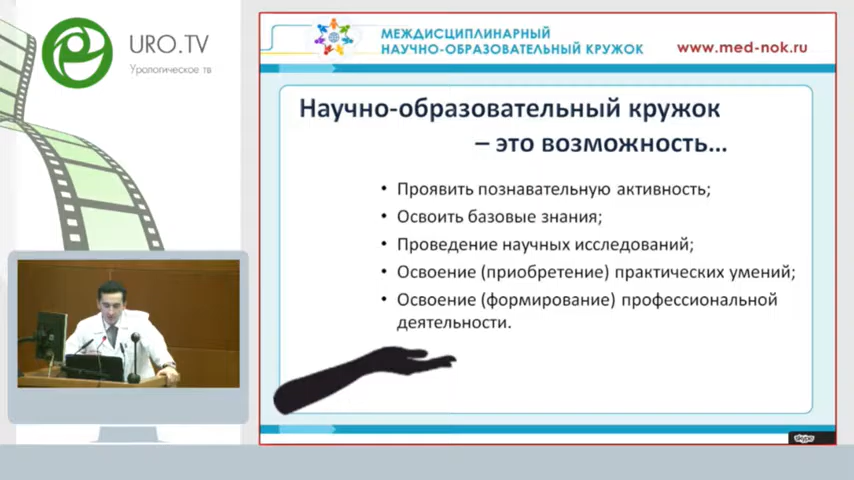 URO.TV
Урологическое тв
МЕЖДИСЦИПЛИНАРНЫЙ
НАУЧНО-ОБРАЗОВАТЕЛЬНЫЙ КРУЖОК
www.med-nok.ru
Научно-образовательный кружок
– это возможность...
• Проявить познавательную активность;
• Освоить базовые знания;
• Проведение научных исследований;
• Освоение (приобретение) практических умений;
• Освоение (формирование) профессиональной
деятельности.
skype